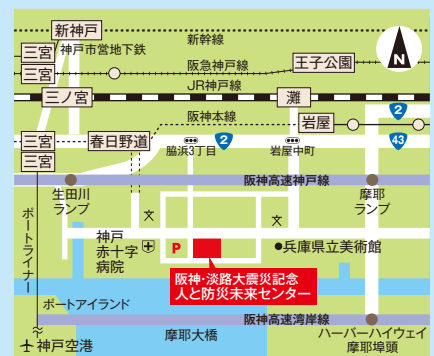 新神戸
新幹線
三宮
神戸市営地下鉄
三宮
阪急神戸線
王子公園
N
JR神戸線
三ノ宮
灘
2
阪神本線
岩屋
三宮
春日野道
脇浜3丁目
2
岩屋中町
43
三宮
阪神高速神戸線
生田川
ランプ
摩耶
ランプ
ポートライナー
文
文
神戸
赤十字
病院
P
兵庫県立美術館
阪神・淡路大震災記念
人と防災未来センター
ポートアイランド
阪神高速湾岸線
神戸空港
摩耶大橋
ハーバーハイウェイ
摩耶埠頭